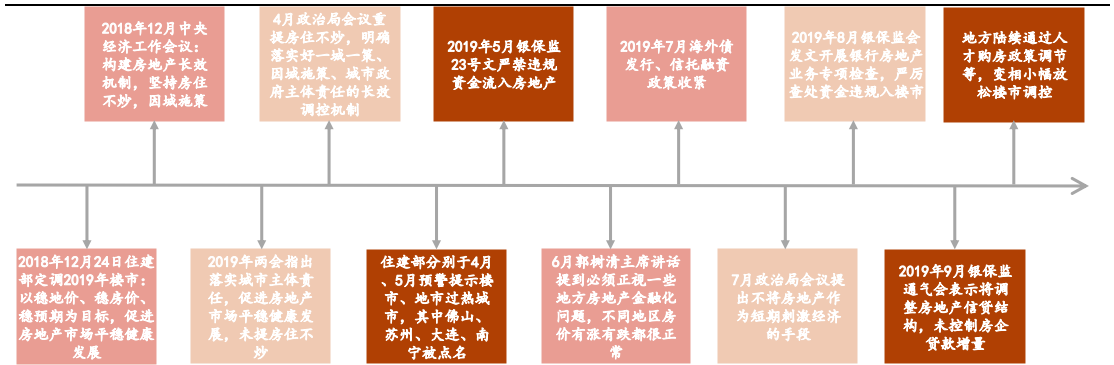 2018年12月中央
经济工作会议：
构建房地产长效
机制，坚持房住
不炒，因城施策
4月政治局会议重
提房住不炒，明确
落实好一城一策、
因城施策、城市政
府主体责任的长效
调控机制
2019年5月银保监
23号文严禁违规
资金流入房地产
2019年7月海外债
发行、信托融资
政策收紧
2019年8月银保监会
发文开展银行房地产
业务专项检查，严厉
查处资金违规入楼市
地方陆续通过人
才购房政策调节
等，变相小幅放
松楼市调控
2018年12月24日住建
部定调2019年楼市：
以稳地价、稳房价、
稳预期为目标，促进
房地产市场平稳健康
发展
2019年两会指出
落实城市主体责
任，促进房地产
市场平稳健康发
展，未提房住不
炒
住建部分别于4月
、5月预警提示楼
市、地市过热城
市，其中佛山、
苏州、大连、南
宁被点名
6月郭树清主席讲话
提到必须正视一些
地方房地产金融化
问题，不同地区房
价有涨有跌都很正
常
7月政治局会议提
出不将房地产作
为短期刺激经济
的手段
2019年9月银保监
通气会表示将调
整房地产信贷结
构，未控制房企
贷款增量